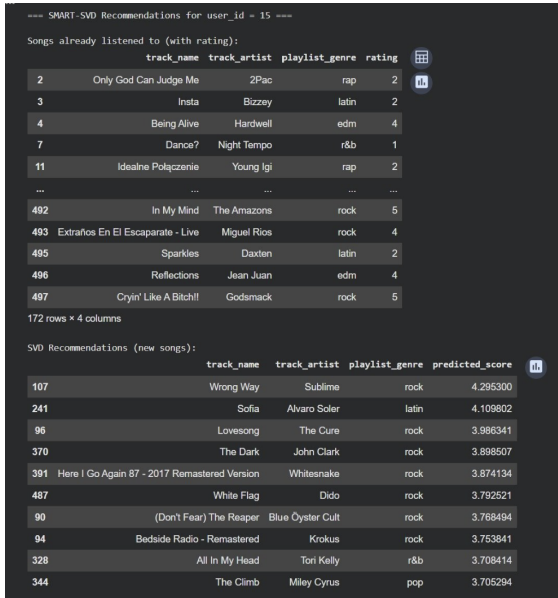 === SMART-SVD Recommendations for user_id = 15 ===
Songs already listened to (with rating):
track_name track_artist playlist_genre rating
2 Only God Can Judge Me 2Pac rap 2
3 Insta Bizzey latin 2
4 Being Alive Hardwell edm 4
7 Dance? Night Tempo r&b 1
11 Idealne Połączenie Young Igi rap 2
... ... ... ... ...
492 In My Mind The Amazons rock 5
493 Extraños En El Escaparate - Live Miguel Rios rock 4
495 Sparkles Daxten latin 2
496 Reflections Jean Juan edm 4
497 Cryin' Like A Bitch!! Godsmack rock 5
172 rows × 4 columns
SVD Recommendations (new songs):
track_name track_artist playlist_genre predicted_score
107 Wrong Way Sublime rock 4.295300
241 Sofia Alvaro Soler latin 4.109802
96 Lovesong The Cure rock 3.986341
370 The Dark John Clark rock 3.898507
391 Here I Go Again 87 - 2017 Remastered Version Whitesnake rock 3.874134
487 White Flag Dido rock 3.792521
90 (Don't Fear) The Reaper Blue Öyster Cult rock 3.768494
94 Bedside Radio - Remastered Krokus rock 3.753841
328 All In My Head Tori Kelly r&b 3.708414
344 The Climb Miley Cyrus pop 3.705294